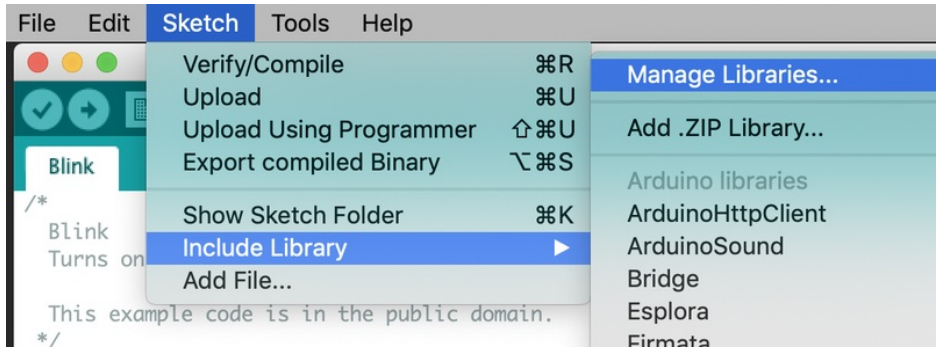 File Edit Sketch Tools Help
Verify/Compile ⌘R
Upload ⌘U
Upload Using Programmer ⇧⌘U
Export compiled Binary ⌥⌘S
Show Sketch Folder ⌘K
Include Library ▶
Add File...
Manage Libraries...
Add .ZIP Library...
Arduino libraries
ArduinoHttpClient
ArduinoSound
Bridge
Esplora
Firmata
Blink
/*
Blink
Turns on
This example code is in the public domain.
*/